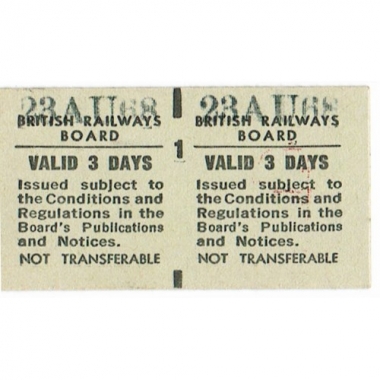 23AU68 23AU68
BRITISH RAILWAYS BRITISH RAILWAYS
BOARD BOARD
1
VALID 3 DAYS VALID 3 DAYS
Issued subject to Issued subject to
the Conditions and the Conditions and
Regulations in the Regulations in the
Board's Publications Board's Publications
and Notices. and Notices.
NOT TRANSFERABLE NOT TRANSFERABLE